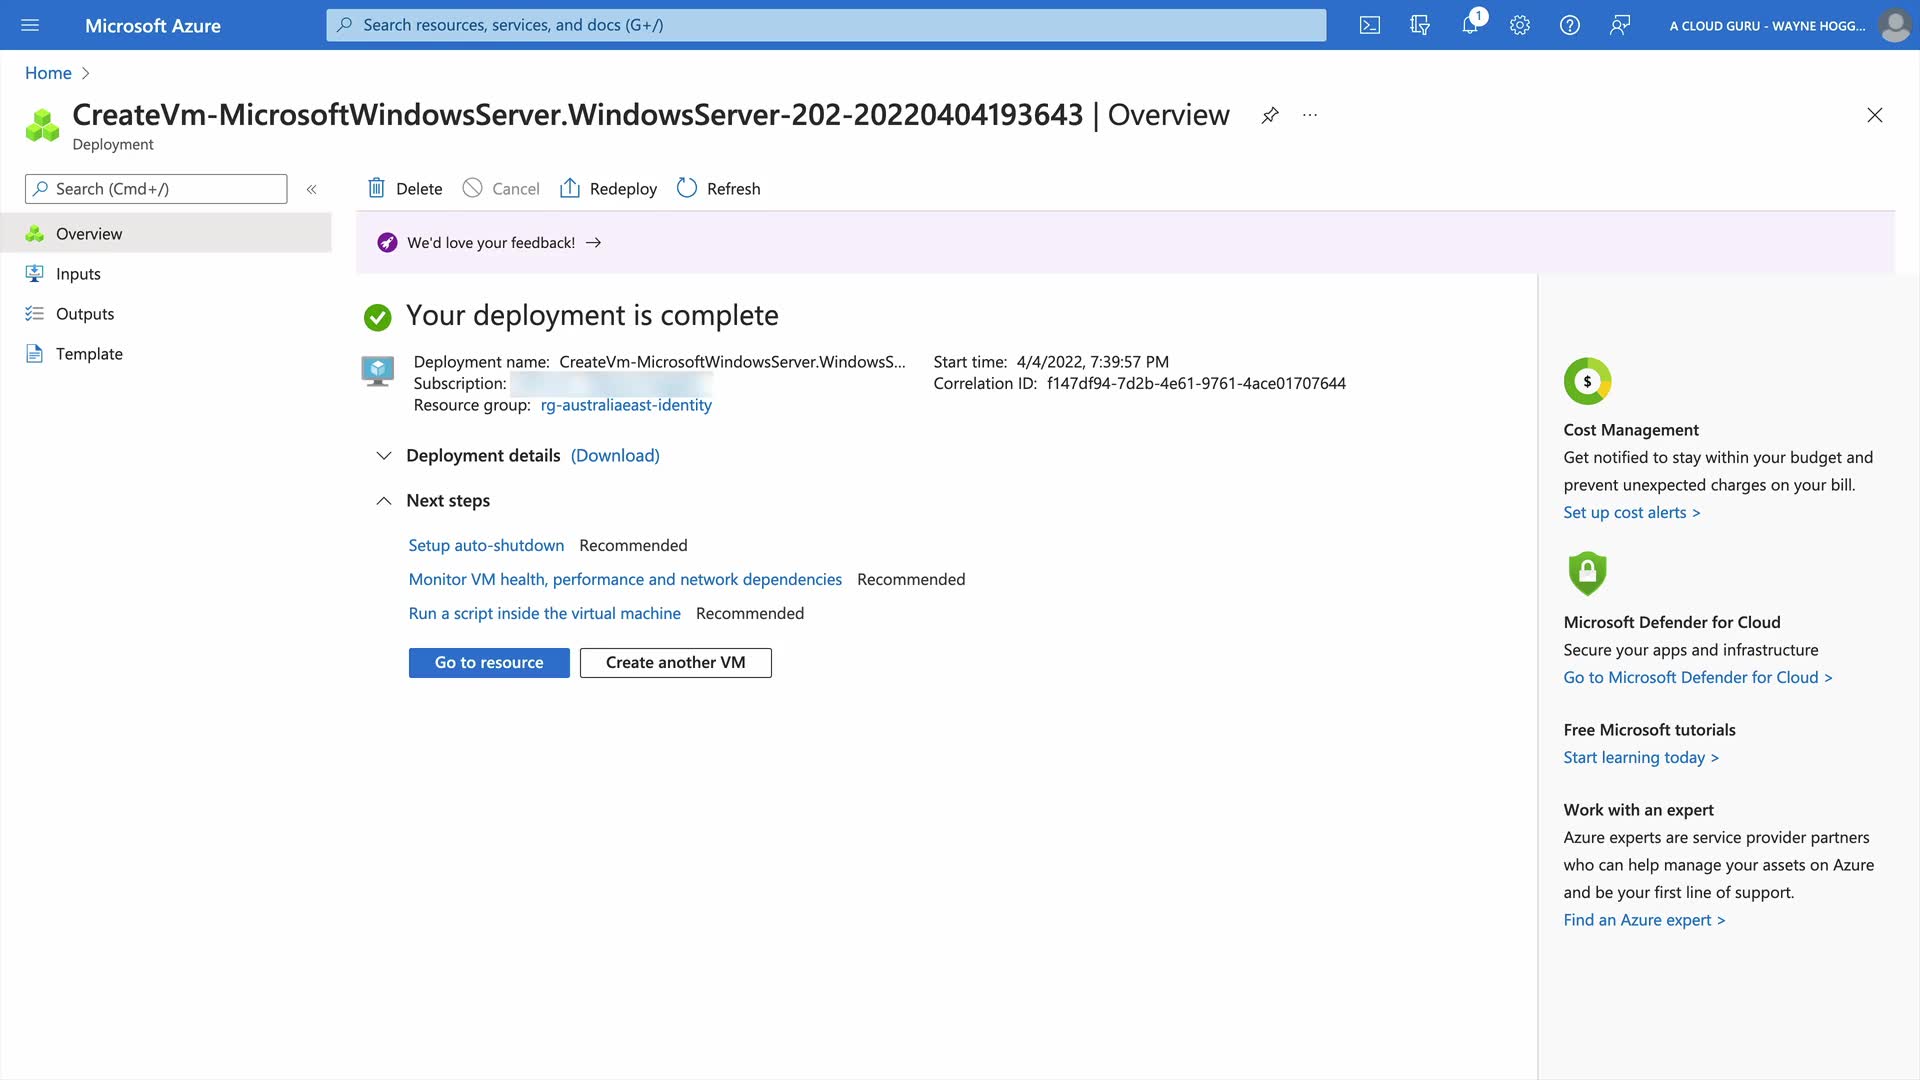 Microsoft Azure
Search resources, services, and docs (G+/)
1
A CLOUD GURU - WAYNE HOGG...
Home
CreateVm-MicrosoftWindowsServer.WindowsServer-202-20220404193643 | Overview
...
Deployment
Search (Cmd+/)
«
Delete
Cancel
Redeploy
Refresh
Overview
Inputs
Outputs
Template
We'd love your feedback! →
Your deployment is complete
Deployment name: CreateVm-MicrosoftWindowsServer.WindowsS...
Subscription:
Resource group: rg-australiaeast-identity
Start time: 4/4/2022, 7:39:57 PM
Correlation ID: f147df94-7d2b-4e61-9761-4ace01707644
Deployment details (Download)
Next steps
Setup auto-shutdown Recommended
Monitor VM health, performance and network dependencies Recommended
Run a script inside the virtual machine Recommended
Go to resource
Create another VM
$
Cost Management
Get notified to stay within your budget and
prevent unexpected charges on your bill.
Set up cost alerts >
Microsoft Defender for Cloud
Secure your apps and infrastructure
Go to Microsoft Defender for Cloud >
Free Microsoft tutorials
Start learning today >
Work with an expert
Azure experts are service provider partners
who can help manage your assets on Azure
and be your first line of support.
Find an Azure expert >